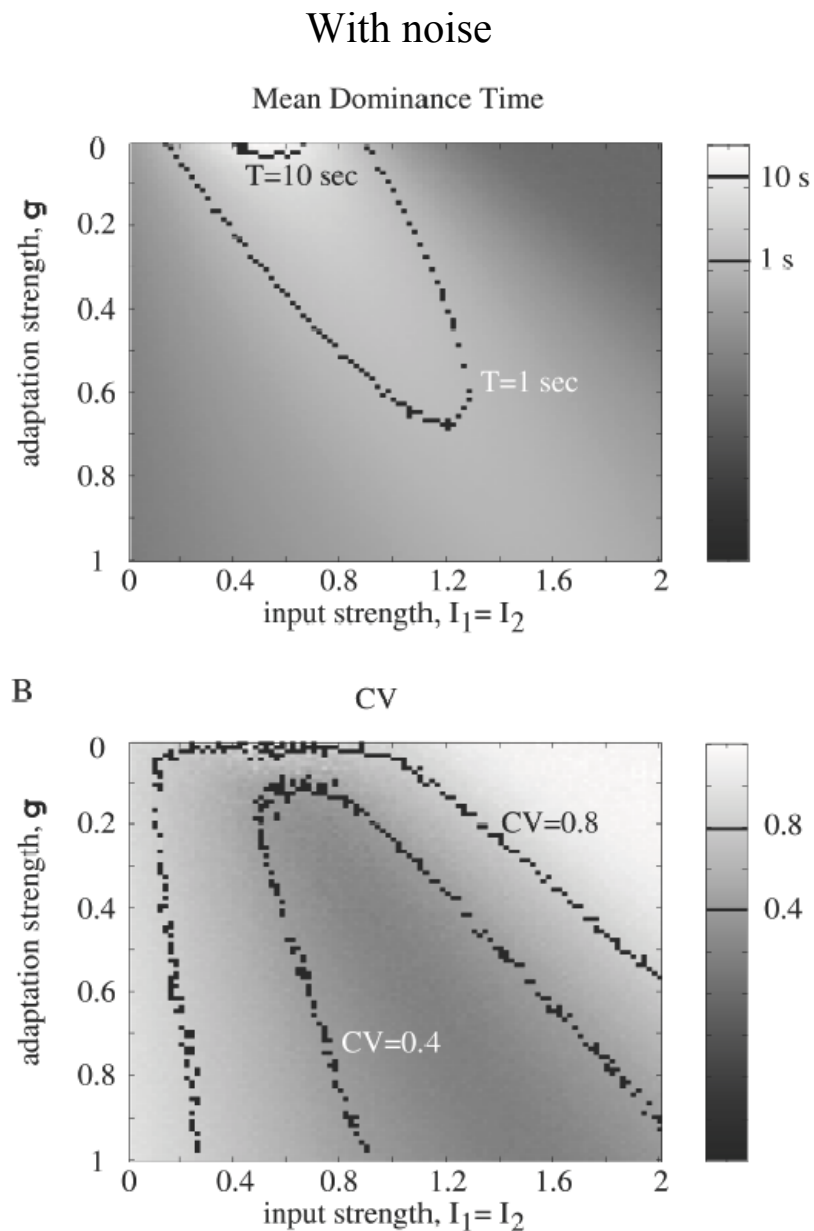 With noise
Mean Dominance Time
adaptation strength, g
0
0.2
0.4
0.6
0.8
1
T=10 sec
T=1 sec
10 s
1 s
0 0.4 0.8 1.2 1.6 2
input strength, I1= I2
B
CV
adaptation strength, g
0
0.2
0.4
0.6
0.8
1
CV=0.8
CV=0.4
0.8
0.4
0 0.4 0.8 1.2 1.6 2
input strength, I1= I2